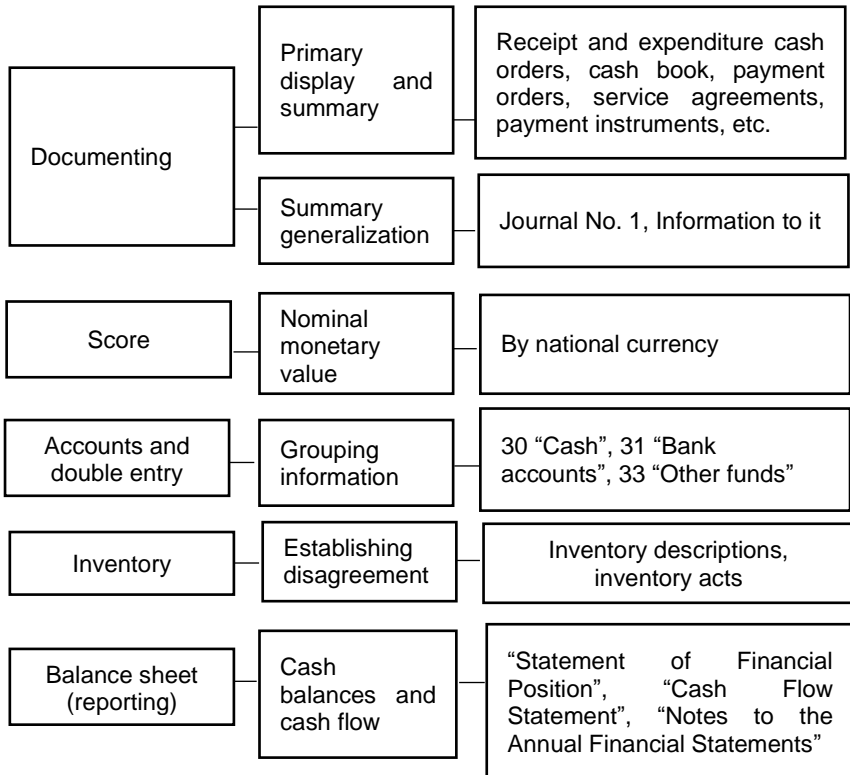 Documenting
Primary
display and
summary
Receipt and expenditure cash
orders, cash book, payment
orders, service agreements,
payment instruments, etc.
Summary
generalization
Journal No. 1, Information to it
Score
Nominal
monetary
value
By national currency
Accounts and
double entry
Grouping
information
30 “Cash”, 31 “Bank
accounts”, 33 “Other funds”
Inventory
Establishing
disagreement
Inventory descriptions,
inventory acts
Balance sheet
(reporting)
Cash
balances and
cash flow
“Statement of Financial
Position”, “Cash Flow
Statement”, “Notes to the
Annual Financial Statements”